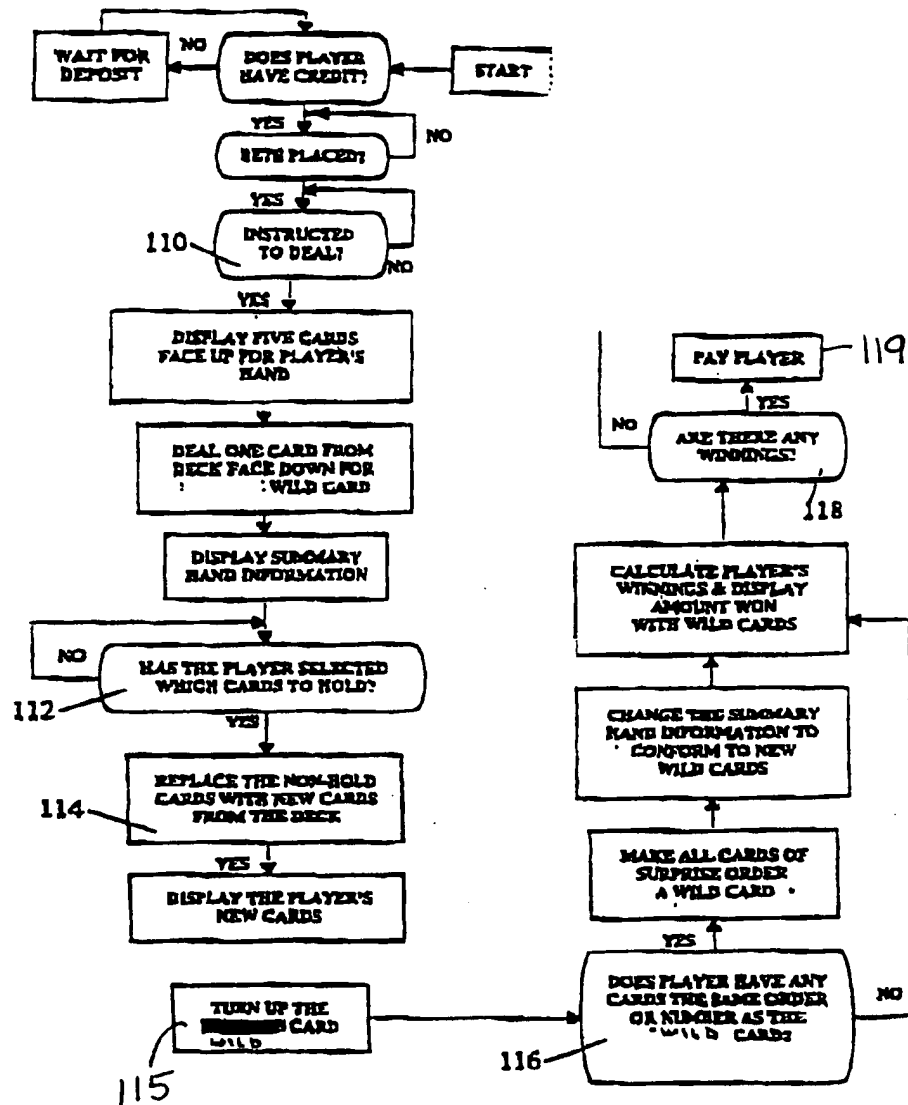 WAIT FOR
DEPOSIT
NO
DOES PLAYER
HAVE CREDIT?
START
YES
NO
BETS PLACED?
YES
110
INSTRUCTED
TO DEAL?
NO
YES
DISPLAY FIVE CARDS
FACE UP FOR PLAYER'S
HAND
DEAL ONE CARD FROM
DECK FACE DOWN FOR
WILD CARD
DISPLAY SUMMARY
HAND INFORMATION
NO
HAS THE PLAYER SELECTED
WHICH CARDS TO HOLD?
112
YES
REPLACE THE NON-HOLD
CARDS WITH NEW CARDS
FROM THE DECK
114
YES
DISPLAY THE PLAYER'S
NEW CARDS
TURN UP THE
CARD
WILD
115
PAY PLAYER
119
YES
NO
ARE THERE ANY
WINNINGS?
118
CALCULATE PLAYER'S
WINNINGS & DISPLAY
AMOUNT WON
WITH WILD CARDS
CHANGE THE SUMMARY
HAND INFORMATION TO
CONFORM TO NEW
WILD CARDS
MAKE ALL CARDS OF
SURPRISE ORDER
A WILD CARD
YES
DOES PLAYER HAVE ANY
CARDS THE SAME ORDER
OR NUMBER AS THE
WILD CARD?
NO
116